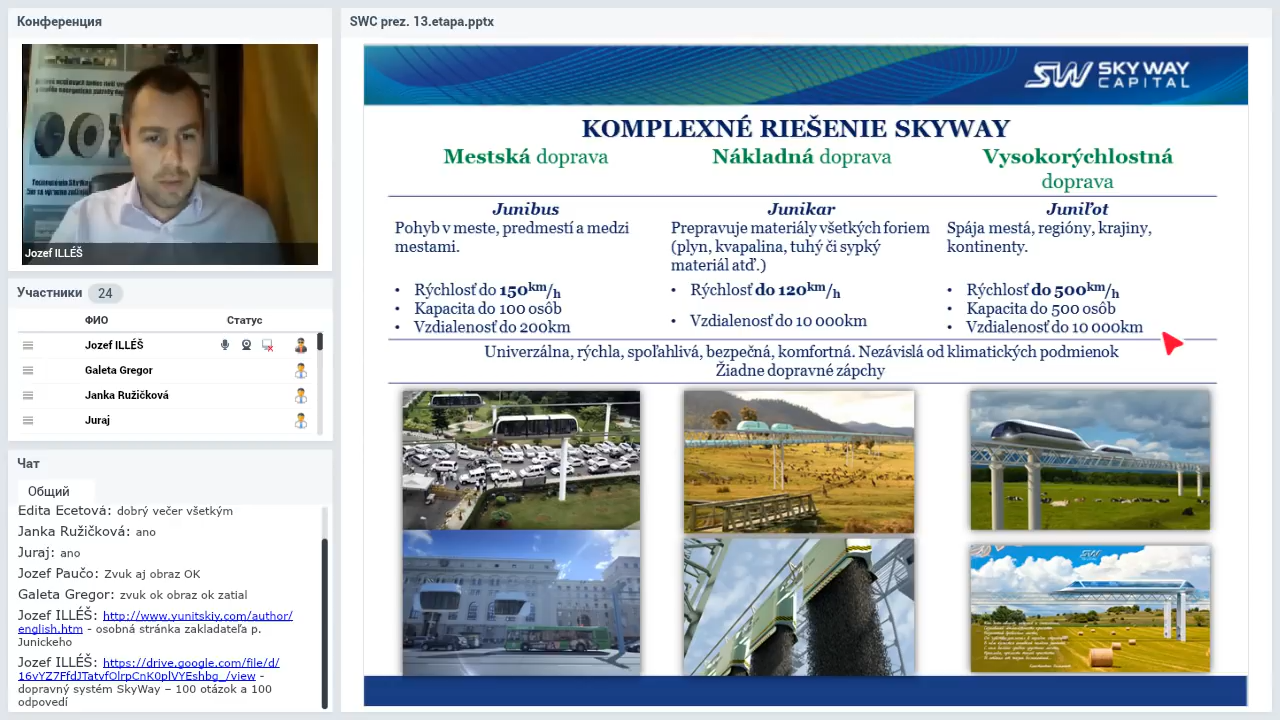 Конференция
Jozef ILLÉŠ
Участники 24
ФИО Статус
Jozef ILLÉŠ
Galeta Gregor
Janka Ružičková
Juraj
Чат
Общий
Edita Ecetová: dobrý večer všetkým
Janka Ružičková: ano
Juraj: ano
Jozef Paučo: Zvuk aj obraz OK
Galeta Gregor: zvuk ok obraz ok zatial
Jozef ILLÉŠ: http://www.yunitskiy.com/author/
english.htm - osobná stránka zakladateľa p.
Junickeho
Jozef ILLÉŠ: https://drive.google.com/file/d/
16vYZ7FfdJTatvfOlrpCnK0plVYEshbg_/view -
dopravný systém SkyWay – 100 otázok a 100
odpovedí
SWC prez. 13.etapa.pptx
SW SKY WAY
CAPITAL
KOMPLEXNÉ RIEŠENIE SKYWAY
Mestská doprava
Junibus
Pohyb v meste, predmestí a medzi
mestami.
• Rýchlosť do 150km/h
• Kapacita do 100 osôb
• Vzdialenosť do 200km
Nákladná doprava
Junikar
Prepravuje materiály všetkých foriem
(plyn, kvapalina, tuhý či sypký
materiál atď.)
• Rýchlosť do 120km/h
• Vzdialenosť do 10 000km
Vysokorýchlostná
doprava
Juniľot
Spája mestá, regióny, krajiny,
kontinenty.
• Rýchlosť do 500km/h
• Kapacita do 500 osôb
• Vzdialenosť do 10 000km
Univerzálna, rýchla, spoľahlivá, bezpečná, komfortná. Nezávislá od klimatických podmienok
Žiadne dopravné zápchy